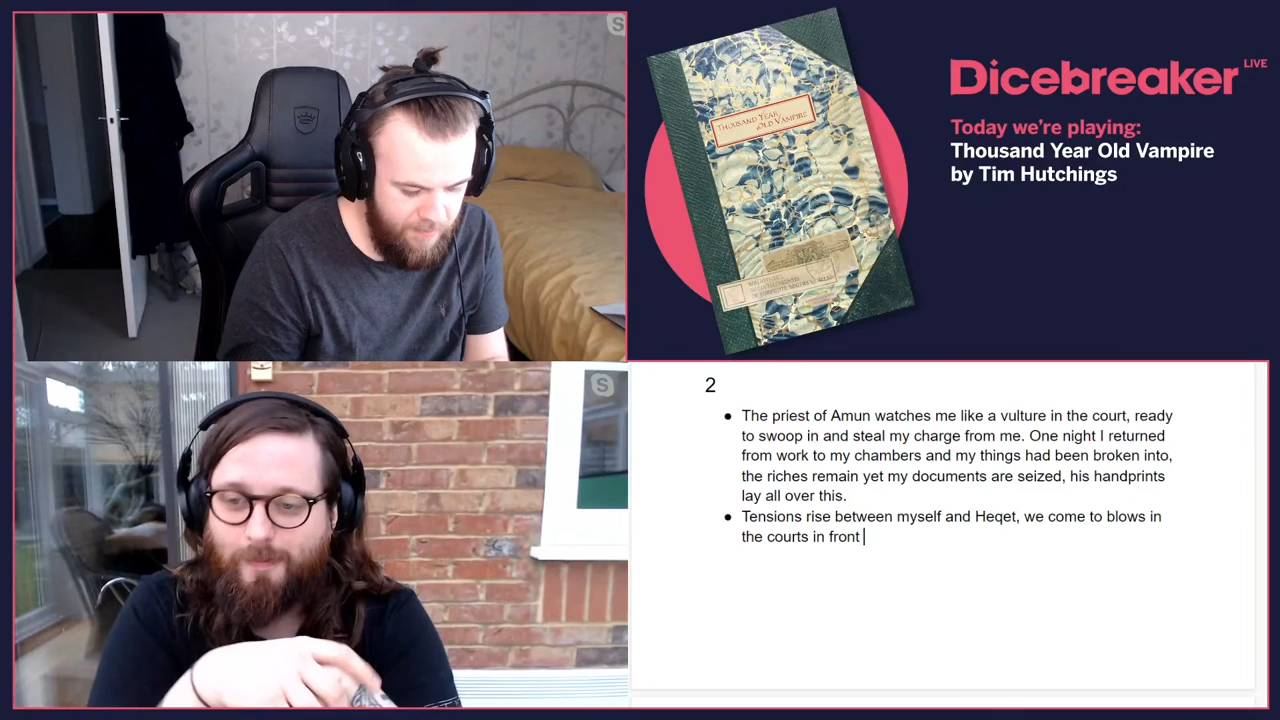 Dicebreaker LIVE
Today we're playing:
Thousand Year Old Vampire
by Tim Hutchings
THOUSAND YEAR
OLD VAMPIRE
2
● The priest of Amun watches me like a vulture in the court, ready
to swoop in and steal my charge from me. One night I returned
from work to my chambers and my things had been broken into,
the riches remain yet my documents are seized, his handprints
lay all over this.
● Tensions rise between myself and Heqet, we come to blows in
the courts in front